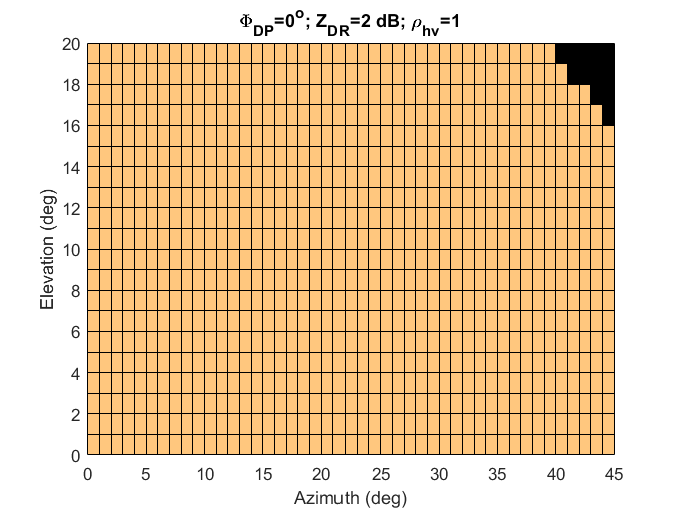 Φ_DP=0°; Z_DR=2 dB; ρ_hv=1
20
18
16
14
12
10
8
6
4
2
0
Elevation (deg)
0 5 10 15 20 25 30 35 40 45
Azimuth (deg)